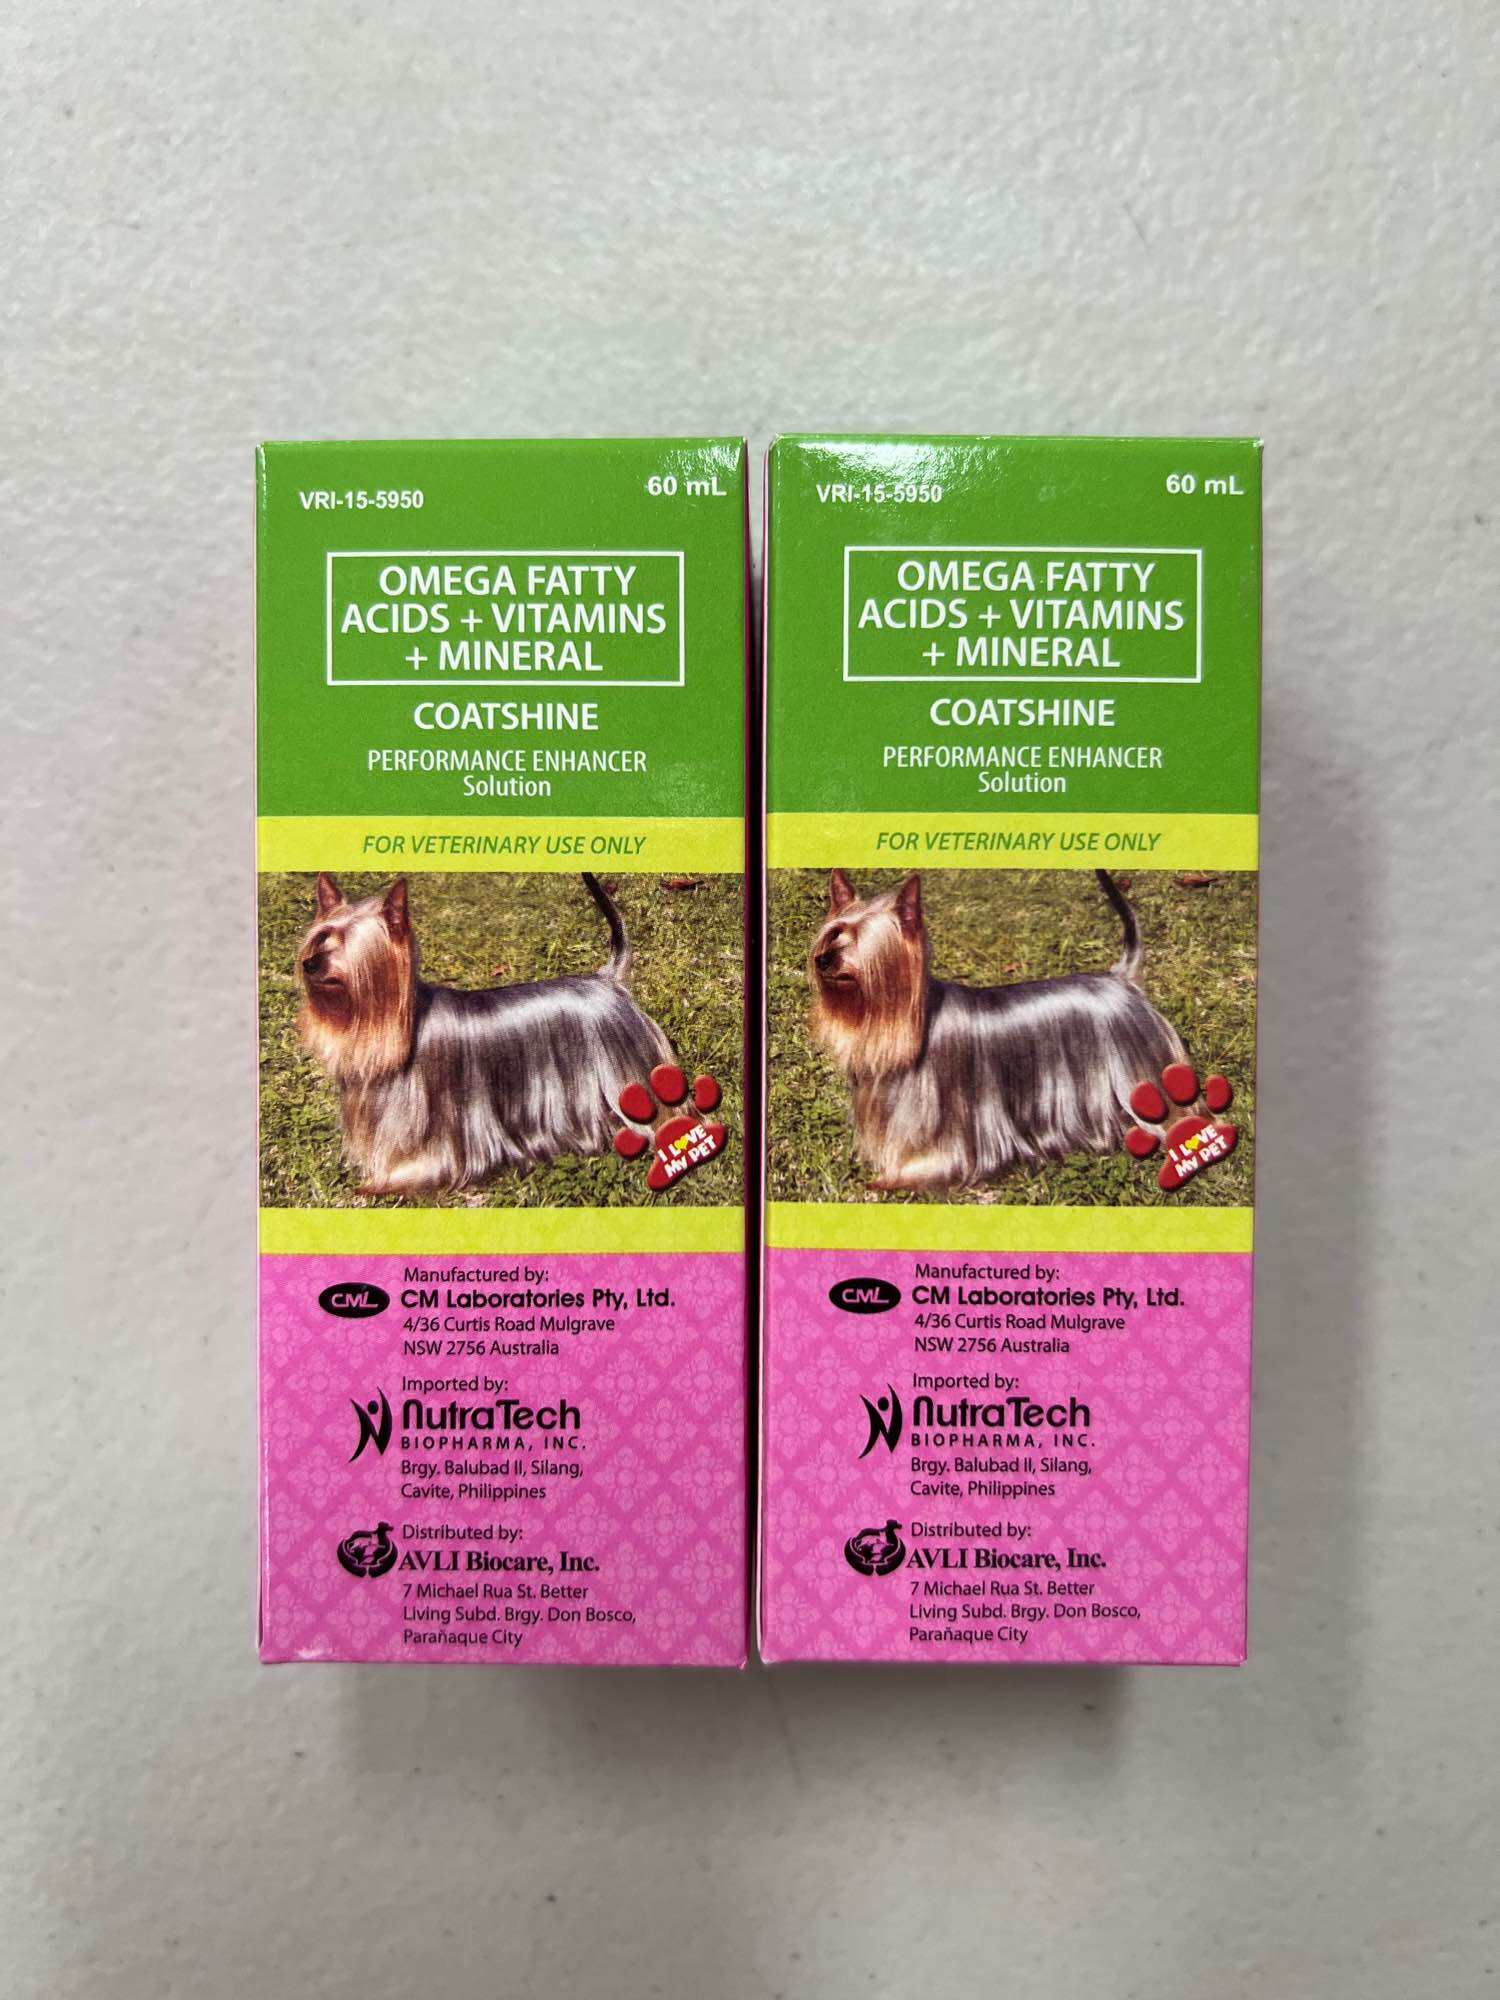 VRI-15-5950
60 mL
OMEGA FATTY
ACIDS + VITAMINS
+ MINERAL
COATSHINE
PERFORMANCE ENHANCER
Solution
FOR VETERINARY USE ONLY
I LOVE
My PET
Manufactured by:
CML
CM Laboratories Pty, Ltd.
4/36 Curtis Road Mulgrave
NSW 2756 Australia
Imported by:
NutraTech
BIOPHARMA, INC.
Brgy. Balubad II, Silang,
Cavite, Philippines
Distributed by:
AVLI Biocare, Inc.
7 Michael Rua St. Better
Living Subd. Brgy. Don Bosco,
Parañaque City
VRI-15-5950
60 mL
OMEGA FATTY
ACIDS + VITAMINS
+ MINERAL
COATSHINE
PERFORMANCE ENHANCER
Solution
FOR VETERINARY USE ONLY
I LOVE
My PET
Manufactured by:
CML
CM Laboratories Pty, Ltd.
4/36 Curtis Road Mulgrave
NSW 2756 Australia
Imported by:
NutraTech
BIOPHARMA, INC.
Brgy. Balubad II, Silang,
Cavite, Philippines
Distributed by:
AVLI Biocare, Inc.
7 Michael Rua St. Better
Living Subd. Brgy. Don Bosco,
Parañaque City